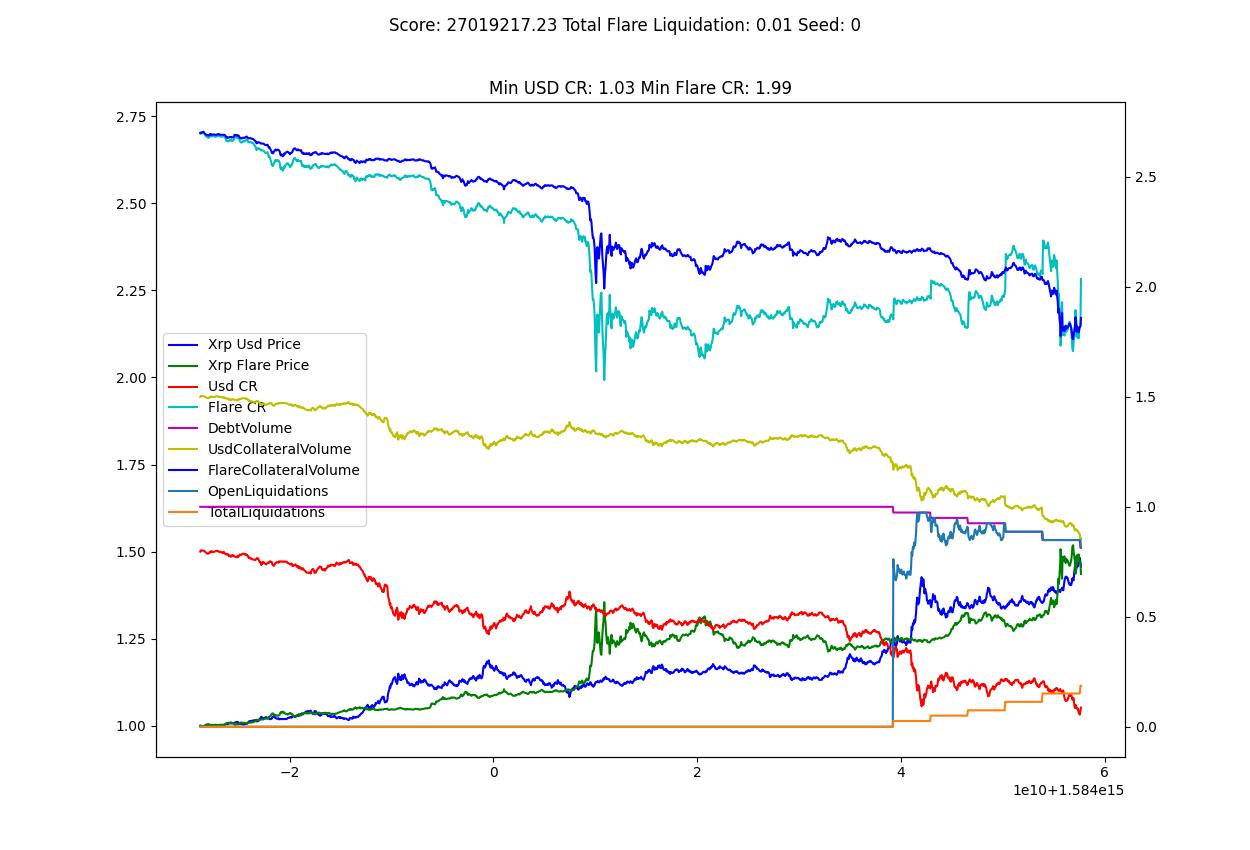 Score: 27019217.23 Total Flare Liquidation: 0.01 Seed: 0
Min USD CR: 1.03 Min Flare CR: 1.99
2.75
2.50
2.25
2.00
1.75
1.50
1.25
1.00
Xrp Usd Price
Xrp Flare Price
Usd CR
Flare CR
DebtVolume
UsdCollateralVolume
FlareCollateralVolume
OpenLiquidations
TotalLiquidations
2.5
2.0
1.5
1.0
0.5
0.0
−2 0 2 4 6
1e10+1.584e15